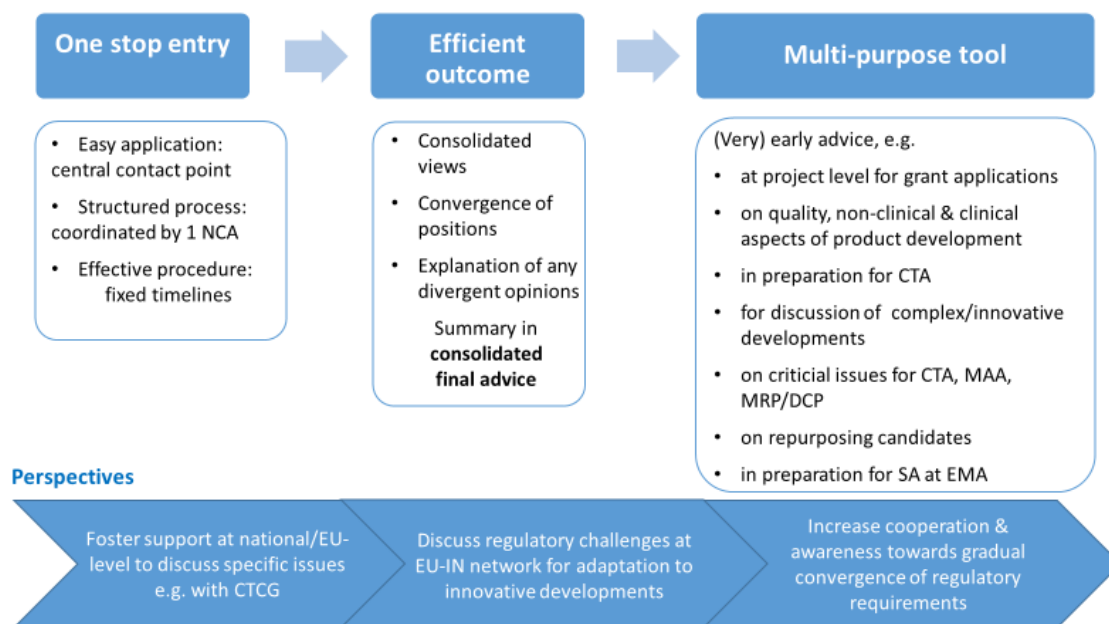 One stop entry
• Easy application:
central contact point
• Structured process:
coordinated by 1 NCA
• Effective procedure:
fixed timelines
Efficient
outcome
• Consolidated
views
• Convergence of
positions
• Explanation of any
divergent opinions
Summary in
consolidated
final advice
Multi-purpose tool
(Very) early advice, e.g.
• at project level for grant applications
• on quality, non-clinical & clinical
aspects of product development
• in preparation for CTA
• for discussion of complex/innovative
developments
• on criticial issues for CTA, MAA,
MRP/DCP
• on repurposing candidates
• in preparation for SA at EMA
Perspectives
Foster support at national/EU-
level to discuss specific issues
e.g. with CTCG
Discuss regulatory challenges at
EU-IN network for adaptation to
innovative developments
Increase cooperation &
awareness towards gradual
convergence of regulatory
requirements